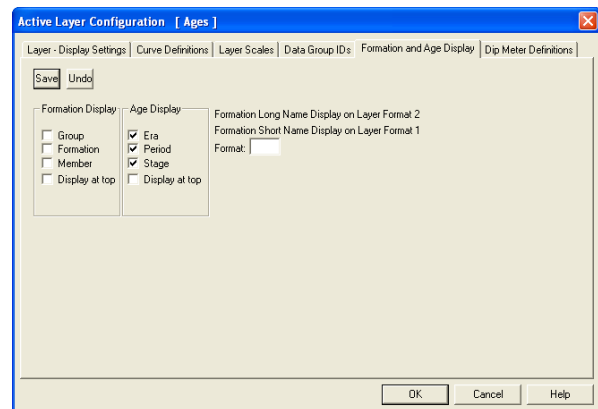 Active Layer Configuration [ Ages ]
Layer - Display Settings Curve Definitions Layer Scales Data Group IDs Formation and Age Display Dip Meter Definitions
Save Undo
Formation Display Age Display
Formation Long Name Display on Layer Format 2
Formation Short Name Display on Layer Format 1
Format:
Group
Formation
Member
Display at top
Era
Period
Stage
Display at top
OK Cancel Help